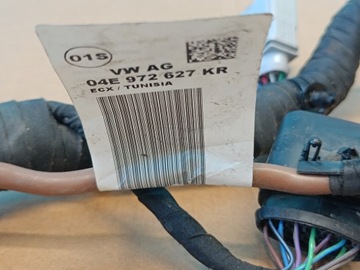 01S
VW AG
04E 972 627 KR
ECX / TUNISIA